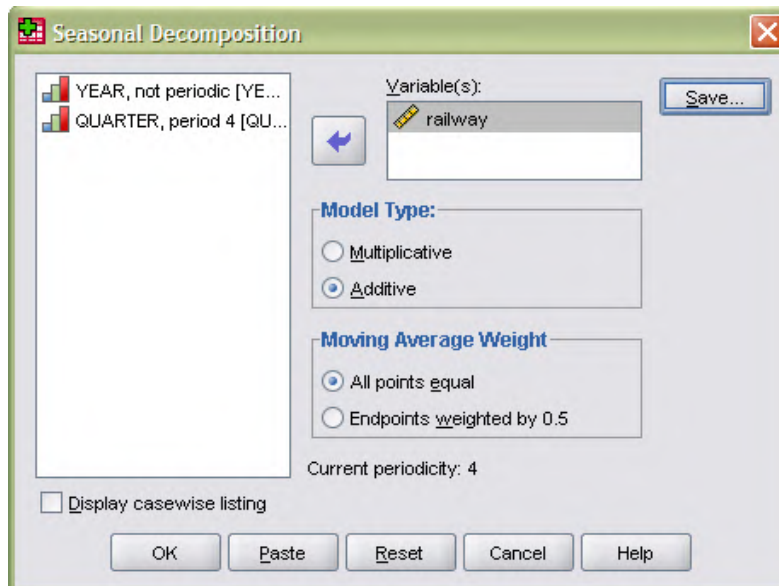 Seasonal Decomposition
YEAR, not periodic [YE...
QUARTER, period 4 [QU...
Variable(s):
railway
Save...
Model Type:
Multiplicative
Additive
Moving Average Weight
All points equal
Endpoints weighted by 0.5
Current periodicity: 4
Display casewise listing
OK Paste Reset Cancel Help